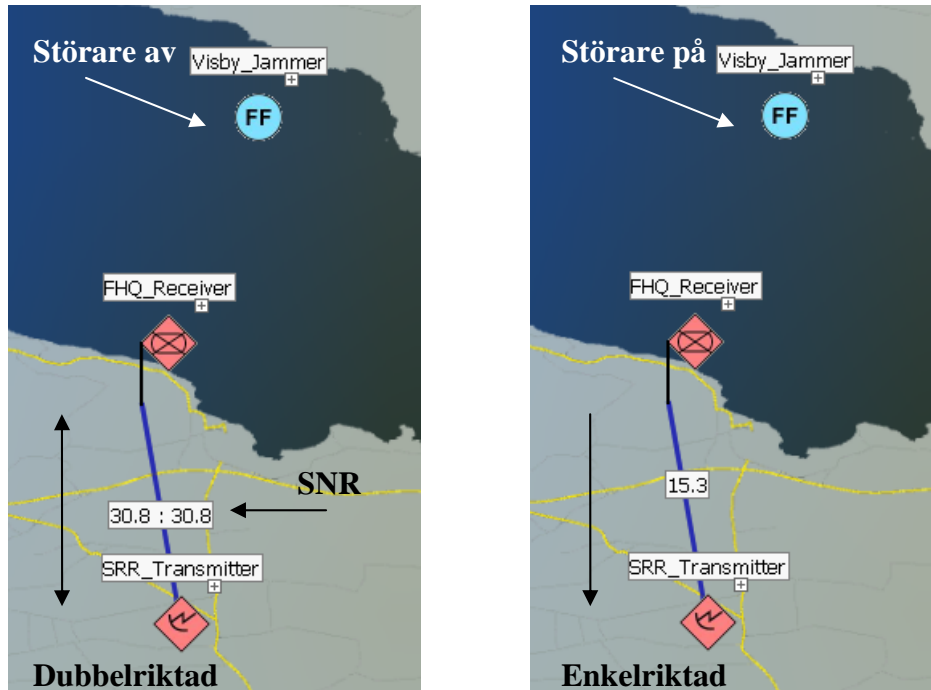 Störare av
Visby_Jammer
FF
FHQ_Receiver
SNR
30.8 : 30.8
SRR_Transmitter
Dubbelriktad
Störare på
Visby_Jammer
FF
FHQ_Receiver
15.3
SRR_Transmitter
Enkelriktad